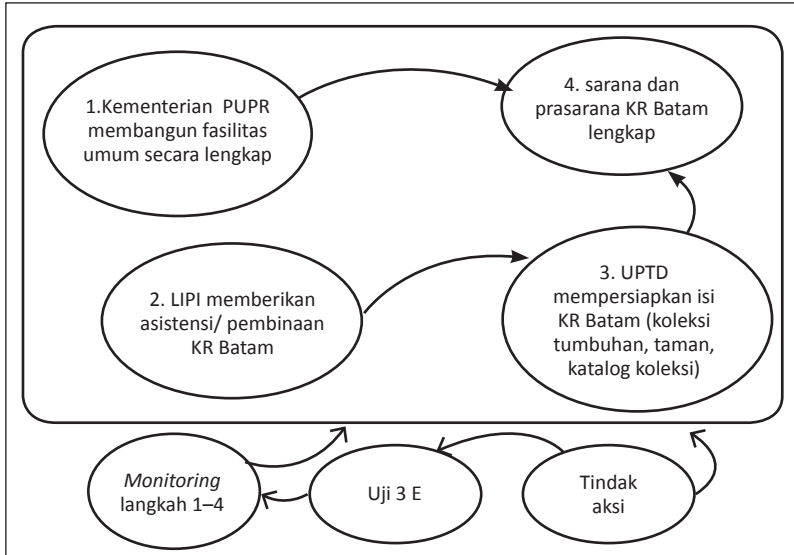 1.Kementerian PUPR
membangun fasilitas
umum secara lengkap
4. sarana dan
prasarana KR Batam
lengkap
2. LIPI memberikan
asistensi/ pembinaan
KR Batam
3. UPTD
mempersiapkan isi
KR Batam (koleksi
tumbuhan, taman,
katalog koleksi)
Monitoring
langkah 1–4
Uji 3 E
Tindak
aksi